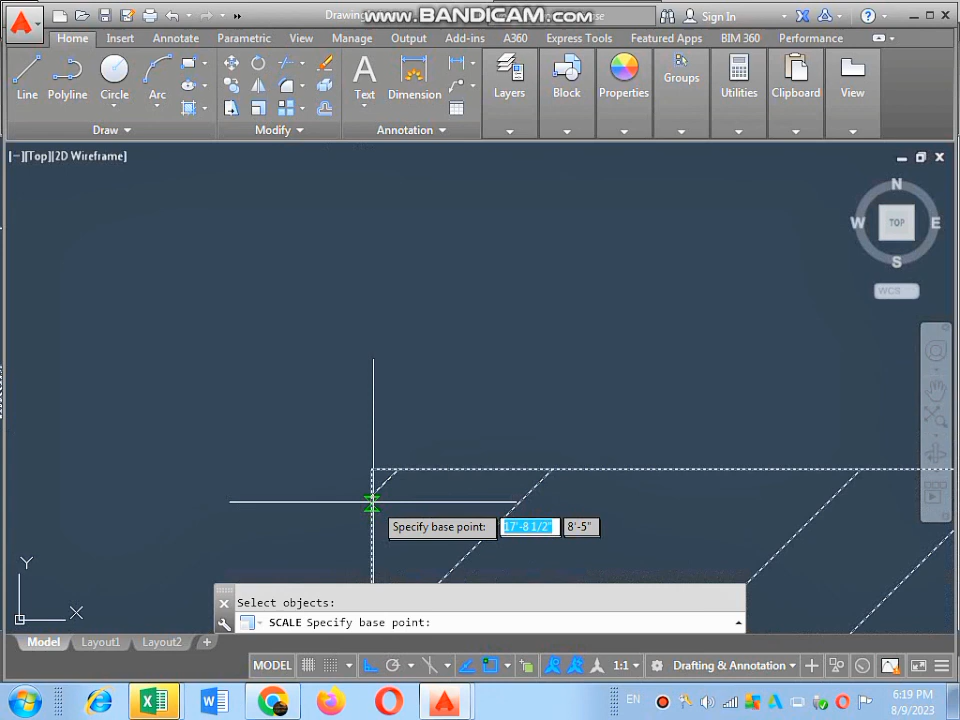 Drawing
www.BANDICAM.com
Sign In
Home Insert Annotate Parametric View Manage Output Add-ins A360 Express Tools Featured Apps BIM 360 Performance
Line Polyline Circle Arc
Text Dimension
Layers Block Properties Groups Utilities Clipboard View
Draw Modify Annotation
[−][Top][2D Wireframe]
N
W TOP E
S
WCS
Specify base point: 17'-8 1/2" 8'-5"
Y
X
Select objects:
SCALE Specify base point:
Model Layout1 Layout2 +
MODEL 1:1 Drafting & Annotation
EN 6:19 PM
8/9/2023